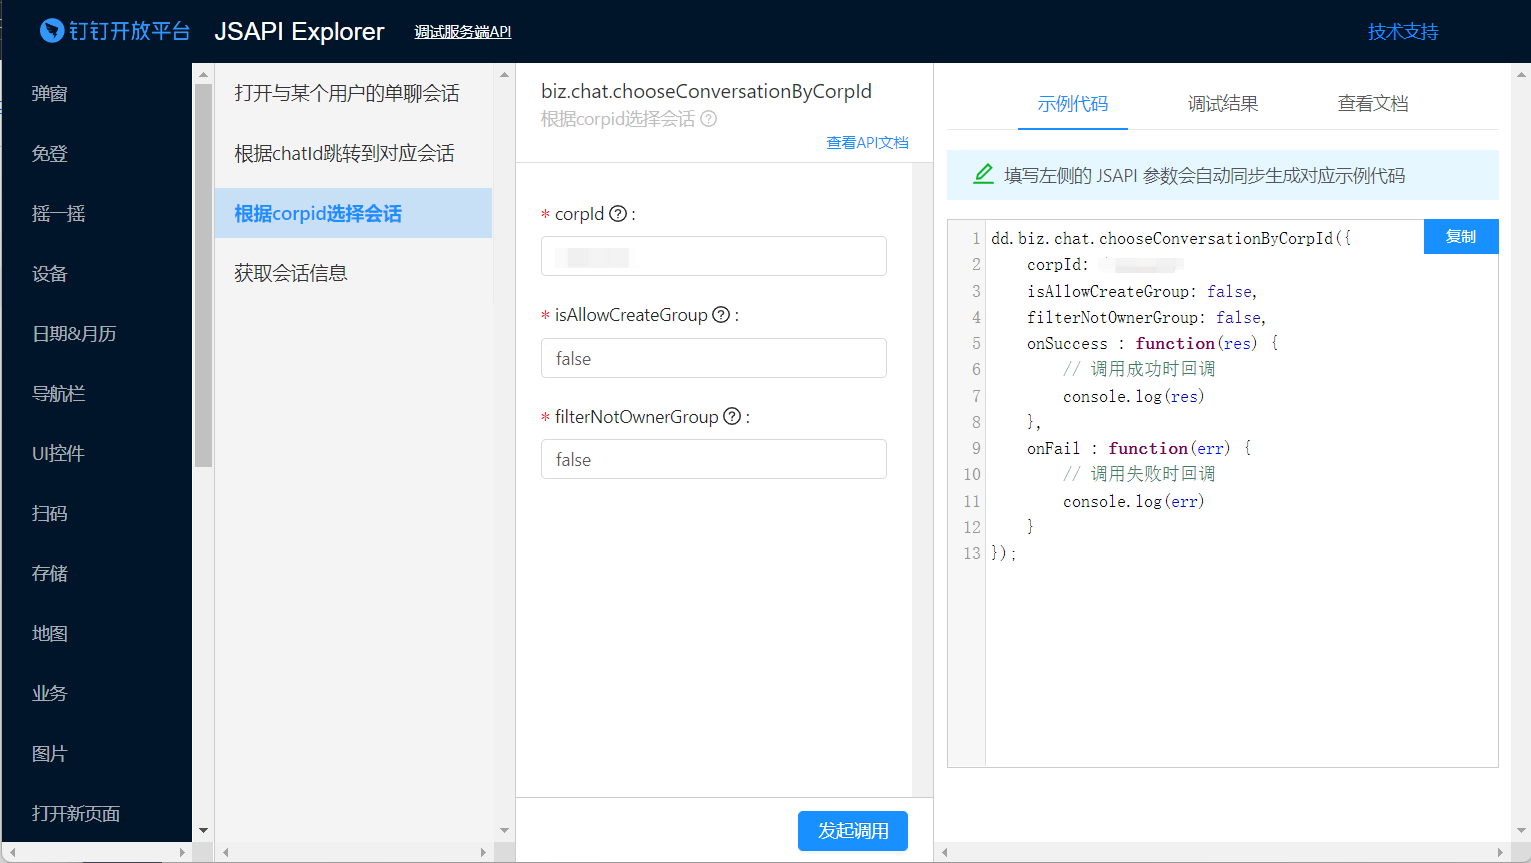 钉钉开放平台 JSAPI Explorer 调试服务端API 技术支持
弹窗
免登
摇一摇
设备
日期&月历
导航栏
UI控件
扫码
存储
地图
业务
图片
打开新页面
打开与某个用户的单聊会话
根据chatId跳转到对应会话
根据corpid选择会话
获取会话信息
biz.chat.chooseConversationByCorpId
根据corpid选择会话
查看API文档
* corpId ? :
* isAllowCreateGroup ? :
false
* filterNotOwnerGroup ? :
false
发起调用
示例代码 调试结果 查看文档
填写左侧的 JSAPI 参数会自动同步生成对应示例代码
复制
1 dd.biz.chat.chooseConversationByCorpId({
2 corpId:
3 isAllowCreateGroup: false,
4 filterNotOwnerGroup: false,
5 onSuccess : function(res) {
6 // 调用成功时回调
7 console.log(res)
8 },
9 onFail : function(err) {
10 // 调用失败时回调
11 console.log(err)
12 }
13 });